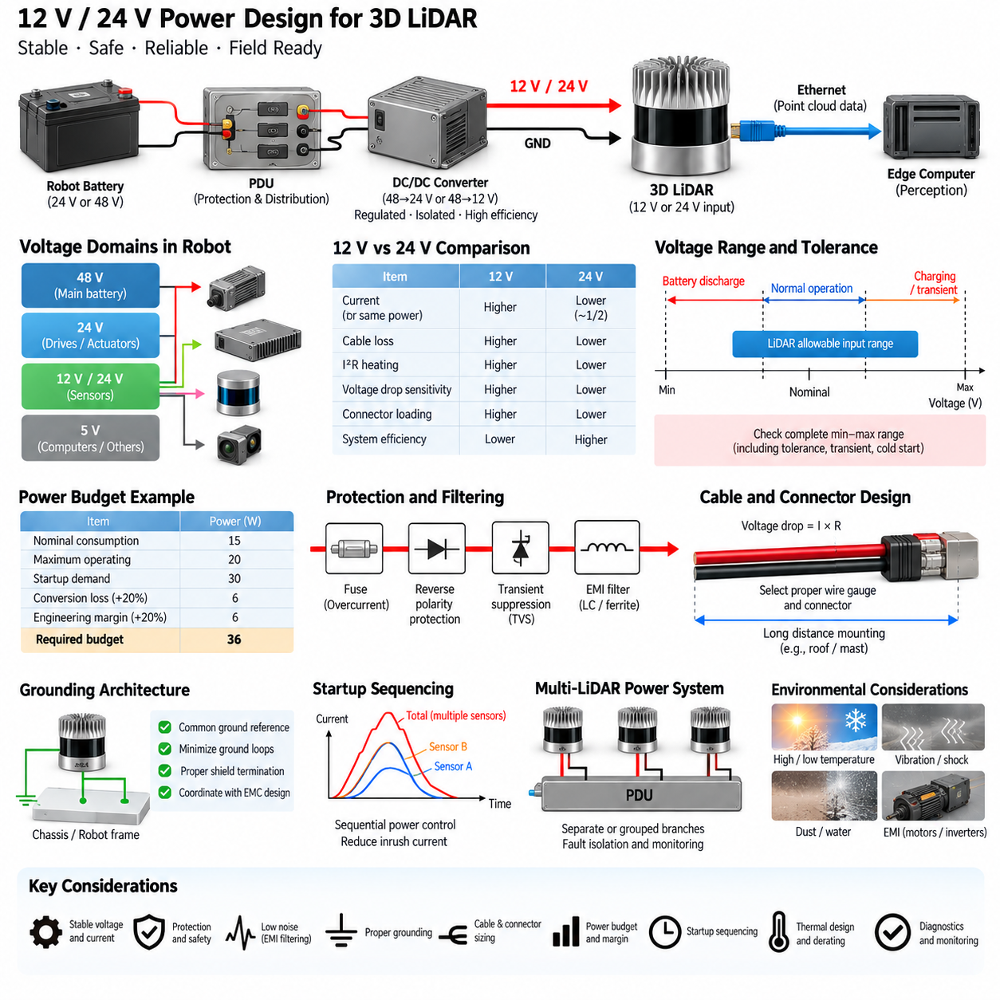 12 V / 24 V Power Design for 3D LiDAR
Stable · Safe · Reliable · Field Ready
Robot Battery
(24 V or 48 V)
PDU
(Protection & Distribution)
DC/DC Converter
(48→24 V or 48→12 V)
Regulated · Isolated · High efficiency
12 V / 24 V
GND
3D LiDAR
(12 V or 24 V input)
Ethernet
(Point cloud data)
Edge Computer
(Perception)
Voltage Domains in Robot
48 V
(Main battery)
24 V
(Drives / Actuators)
12 V / 24 V
(Sensors)
5 V
(Computers / Others)
12 V vs 24 V Comparison
Item 12 V 24 V
Current
(or same power) Higher Lower
(~1/2)
Cable loss Higher Lower
I²R heating Higher Lower
Voltage drop sensitivity Higher Lower
Connector loading Higher Lower
System efficiency Lower Higher
Voltage Range and Tolerance
Battery discharge
Normal operation
Charging
/ transient
LiDAR allowable input range
Min
Nominal
Max
Voltage (V)
Check complete min–max range
(including tolerance, transient, cold start)
Power Budget Example
Item Power (W)
Nominal consumption 15
Maximum operating 20
Startup demand 30
Conversion loss (+20%) 6
Engineering margin (+20%) 6
Required budget 36
Protection and Filtering
Fuse
(Overcurrent)
Reverse
polarity
protection
Transient
suppression
(TVS)
EMI filter
(LC / ferrite)
Cable and Connector Design
Voltage drop = I × R
Select proper wire gauge
and connector
Long distance mounting
(e.g., roof / mast)
Grounding Architecture
Common ground reference
Minimize ground loops
Proper shield termination
Coordinate with EMC design
Chassis / Robot frame
Startup Sequencing
Current
Total (multiple sensors)
Sensor B
Sensor A
Time
Sequential power control
Reduce inrush current
Multi-LiDAR Power System
PDU
Separate or grouped branches
Fault isolation and monitoring
Environmental Considerations
High / low temperature
Vibration / shock
Dust / water
EMI (motors / inverters)
Key Considerations
Stable voltage
and current
Protection
and safety
Low noise
(EMI filtering)
Proper grounding
Cable & connector
sizing
Power budget
and margin
Startup sequencing
Thermal design
and derating
Diagnostics
and monitoring